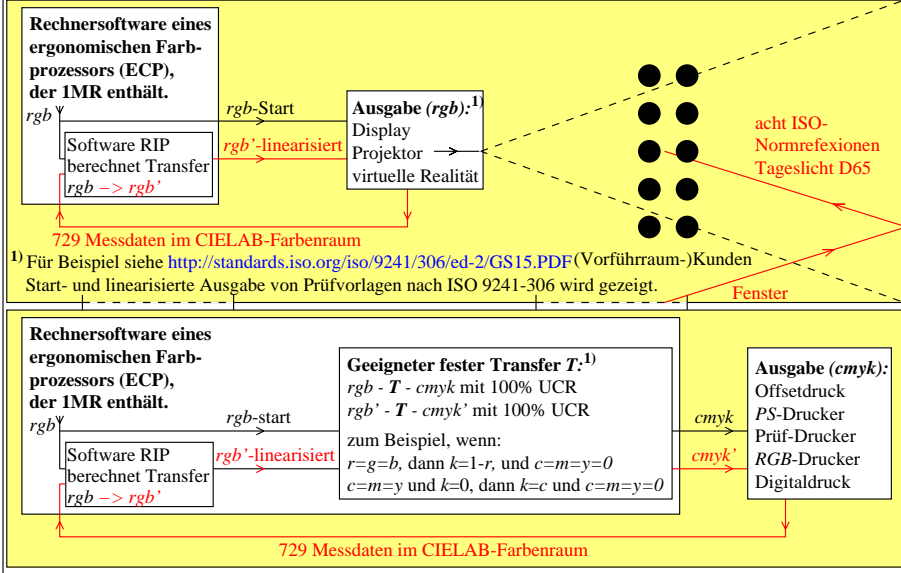 Rechnersoftware eines
ergonomischen Farb-
prozessors (ECP),
der 1MR enthält.
rgb
rgb-Start
Software RIP
berechnet Transfer
rgb –> rgb’
rgb’-linearisiert
Ausgabe (rgb):1)
Display
Projektor
virtuelle Realität
acht ISO-
Normrefexionen
Tageslicht D65
729 Messdaten im CIELAB-Farbenraum
1) Für Beispiel siehe http://standards.iso.org/iso/9241/306/ed-2/GS15.PDF (Vorführraum-)Kunden
Start- und linearisierte Ausgabe von Prüfvorlagen nach ISO 9241-306 wird gezeigt.
Fenster
Rechnersoftware eines
ergonomischen Farb-
prozessors (ECP),
der 1MR enthält.
rgb
rgb-start
Software RIP
berechnet Transfer
rgb –> rgb’
rgb’-linearisiert
Geeigneter fester Transfer T:1)
rgb - T - cmyk mit 100% UCR
rgb’ - T - cmyk’ mit 100% UCR
zum Beispiel, wenn:
r=g=b, dann k=1-r, und c=m=y=0
c=m=y und k=0, dann k=c und c=m=y=0
cmyk
cmyk’
Ausgabe (cmyk):
Offsetdruck
PS-Drucker
Prüf-Drucker
RGB-Drucker
Digitaldruck
729 Messdaten im CIELAB-Farbenraum